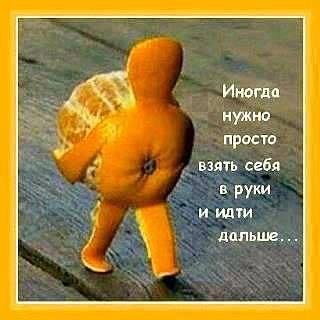 Иногда
нужно
просто
взять себя
в руки
и идти
дальше...